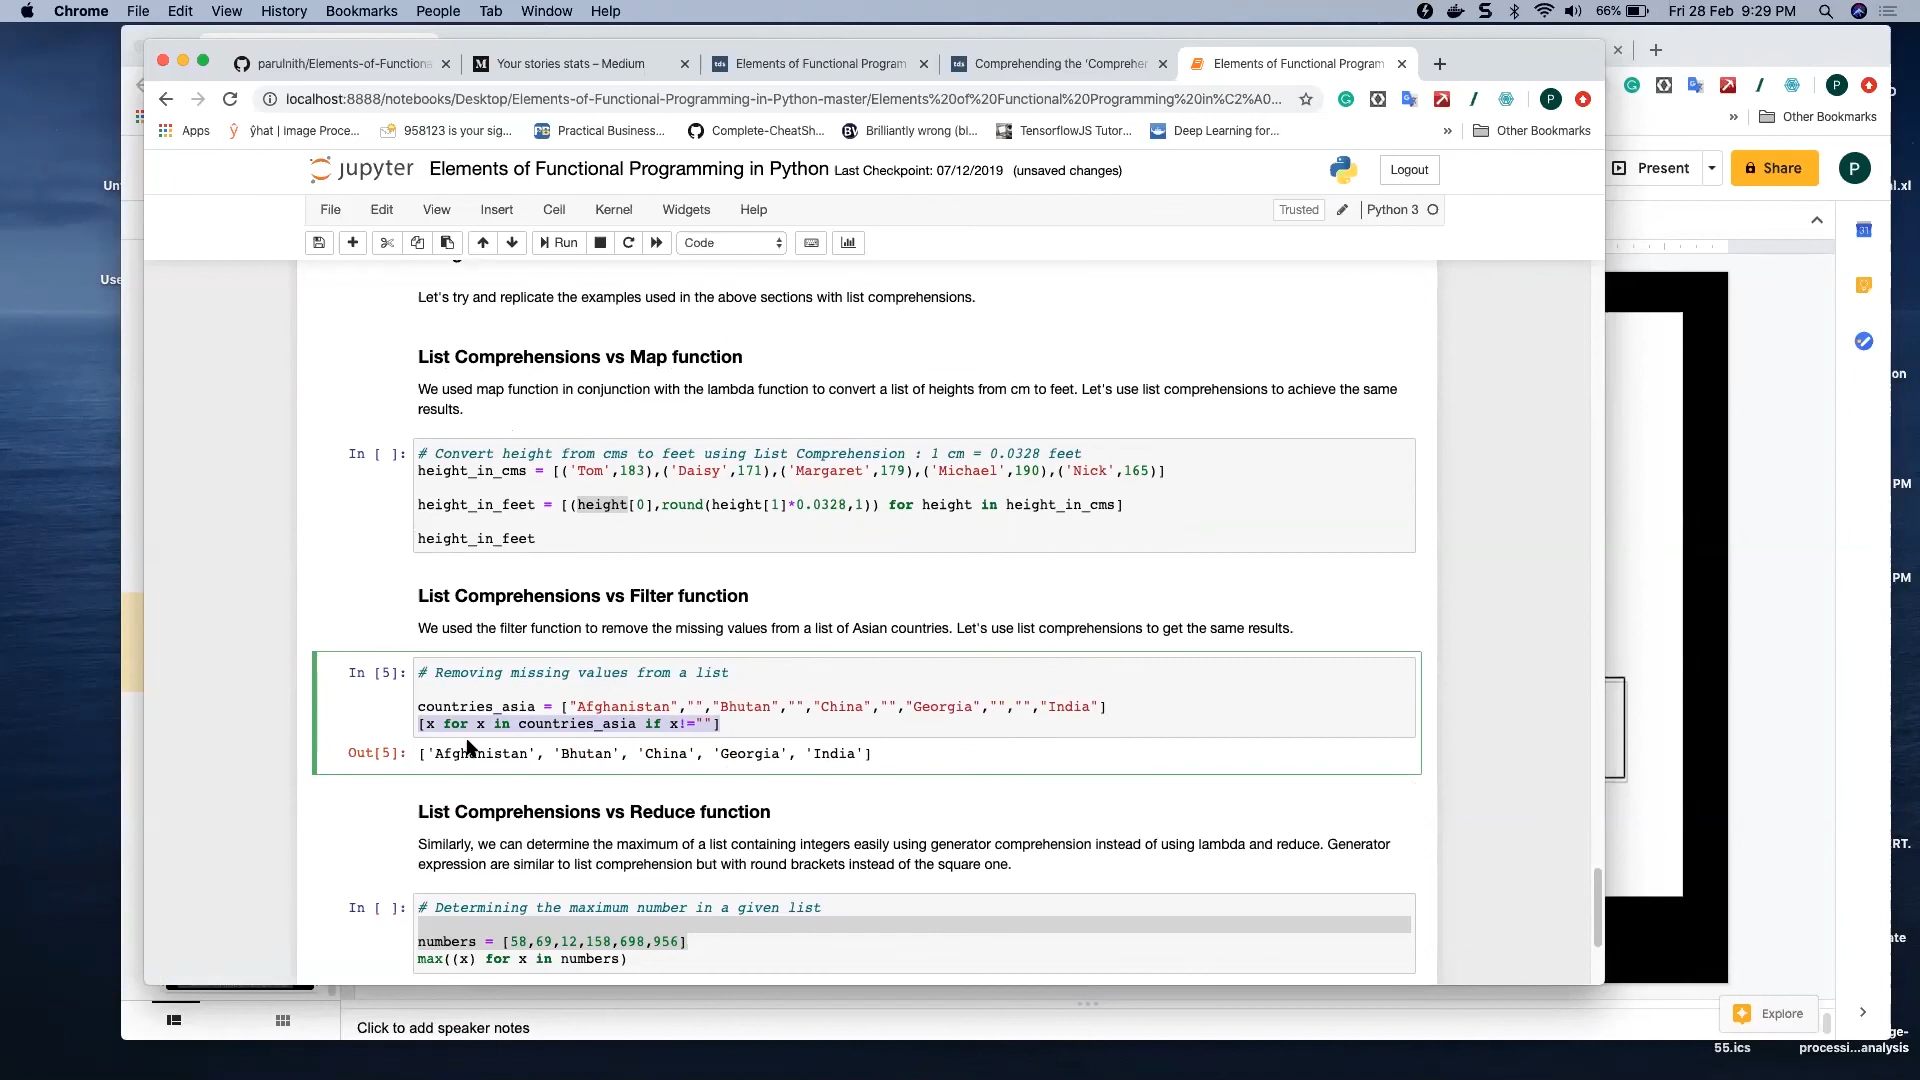 Chrome File Edit View History Bookmarks People Tab Window Help
66% Fri 28 Feb 9:29 PM
parulnith/Elements-of-Functiona
Your stories stats – Medium
Elements of Functional Program
Comprehending the ‘Comprehen
Elements of Functional Program
localhost:8888/notebooks/Desktop/Elements-of-Functional-Programming-in-Python-master/Elements%20of%20Functional%20Programming%20in%C2%A0...
Apps
ŷhat | Image Proce...
958123 is your sig...
Practical Business...
Complete-CheatSh...
Brilliantly wrong (bl...
TensorflowJS Tutor...
Deep Learning for...
» Other Bookmarks
» Other Bookmarks
jupyter Elements of Functional Programming in Python Last Checkpoint: 07/12/2019 (unsaved changes)
Logout
Present
Share
P
File Edit View Insert Cell Kernel Widgets Help
Trusted Python 3
Run Code
Let's try and replicate the examples used in the above sections with list comprehensions.
List Comprehensions vs Map function
We used map function in conjunction with the lambda function to convert a list of heights from cm to feet. Let's use list comprehensions to achieve the same
results.
In [ ]: # Convert height from cms to feet using List Comprehension : 1 cm = 0.0328 feet
height_in_cms = [('Tom',183),('Daisy',171),('Margaret',179),('Michael',190),('Nick',165)]
height_in_feet = [(height[0],round(height[1]*0.0328,1)) for height in height_in_cms]
height_in_feet
List Comprehensions vs Filter function
We used the filter function to remove the missing values from a list of Asian countries. Let's use list comprehensions to get the same results.
In [5]: # Removing missing values from a list
countries_asia = ["Afghanistan","","Bhutan","","China","","Georgia","","","India"]
[x for x in countries_asia if x!=""]
Out[5]: ['Afghanistan', 'Bhutan', 'China', 'Georgia', 'India']
List Comprehensions vs Reduce function
Similarly, we can determine the maximum of a list containing integers easily using generator comprehension instead of using lambda and reduce. Generator
expression are similar to list comprehension but with round brackets instead of the square one.
In [ ]: # Determining the maximum number in a given list
numbers = [58,69,12,158,698,956]
max((x) for x in numbers)
Explore
Click to add speaker notes
55.ics
processi...analysis